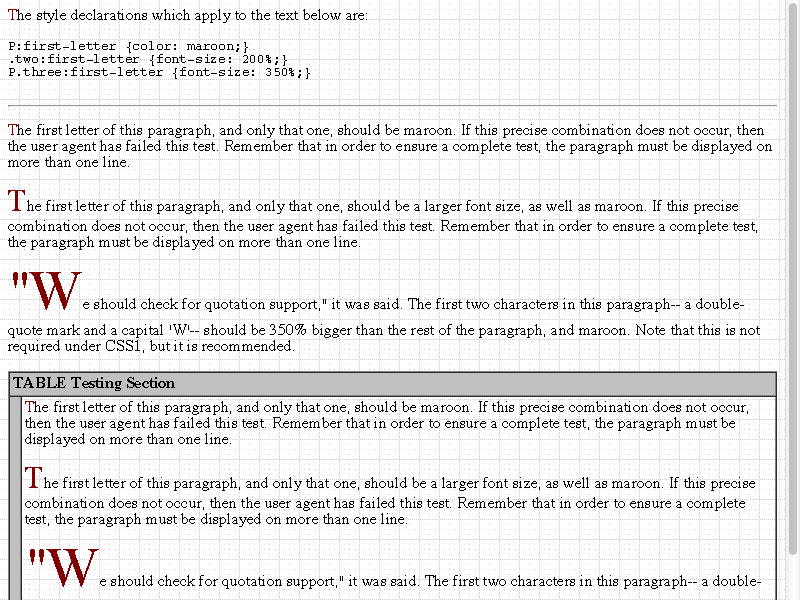 The style declarations which apply to the text below are:
P:first-letter {color: maroon;}
.two:first-letter {font-size: 200%;}
P.three:first-letter {font-size: 350%;}
The first letter of this paragraph, and only that one, should be maroon. If this precise combination does not occur, then
the user agent has failed this test. Remember that in order to ensure a complete test, the paragraph must be displayed on
more than one line.
The first letter of this paragraph, and only that one, should be a larger font size, as well as maroon. If this precise
combination does not occur, then the user agent has failed this test. Remember that in order to ensure a complete test,
the paragraph must be displayed on more than one line.
"We should check for quotation support," it was said. The first two characters in this paragraph-- a double-
quote mark and a capital 'W'-- should be 350% bigger than the rest of the paragraph, and maroon. Note that this is not
required under CSS1, but it is recommended.
TABLE Testing Section
The first letter of this paragraph, and only that one, should be maroon. If this precise combination does not occur,
then the user agent has failed this test. Remember that in order to ensure a complete test, the paragraph must be
displayed on more than one line.
The first letter of this paragraph, and only that one, should be a larger font size, as well as maroon. If this precise
combination does not occur, then the user agent has failed this test. Remember that in order to ensure a complete
test, the paragraph must be displayed on more than one line.
"We should check for quotation support," it was said. The first two characters in this paragraph-- a double-